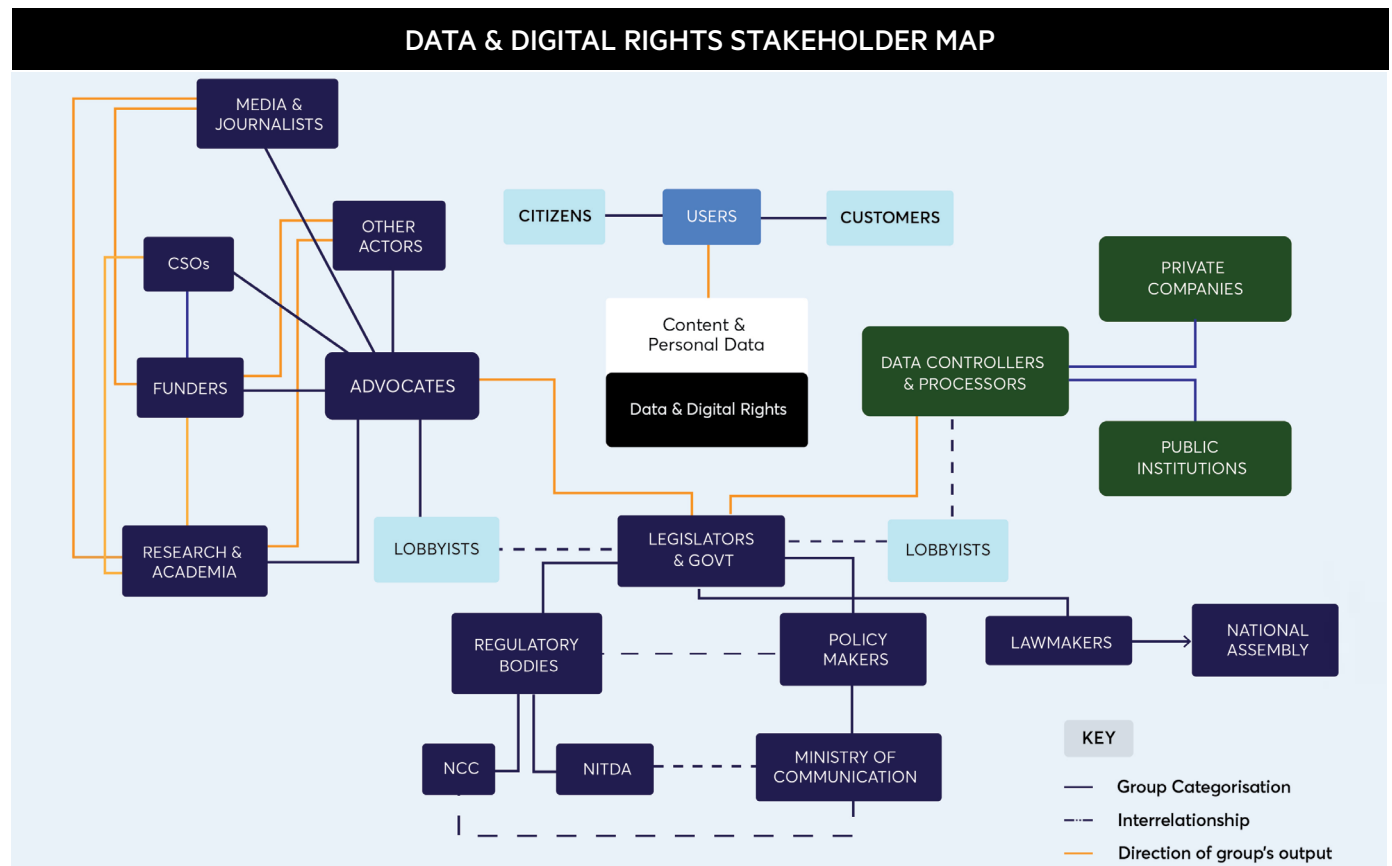 DATA & DIGITAL RIGHTS STAKEHOLDER MAP
MEDIA &
JOURNALISTS
OTHER
ACTORS
CITIZENS
USERS
CUSTOMERS
CSOs
PRIVATE
COMPANIES
Content &
Personal Data
DATA CONTROLLERS
& PROCESSORS
FUNDERS
ADVOCATES
Data & Digital Rights
PUBLIC
INSTITUTIONS
RESEARCH &
ACADEMIA
LOBBYISTS
LEGISLATORS
& GOVT
LOBBYISTS
REGULATORY
BODIES
POLICY
MAKERS
LAWMAKERS
NATIONAL
ASSEMBLY
NCC
NITDA
MINISTRY OF
COMMUNICATION
KEY
Group Categorisation
Interrelationship
Direction of group's output